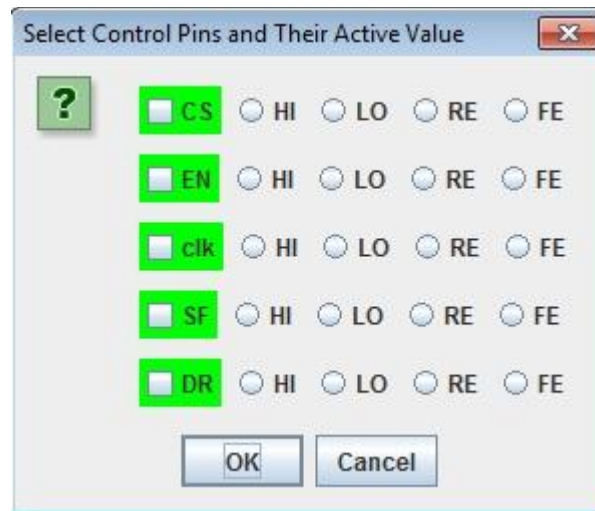 Select Control Pins and Their Active Value
?
CS HI LO RE FE
EN HI LO RE FE
clk HI LO RE FE
SF HI LO RE FE
DR HI LO RE FE
OK Cancel